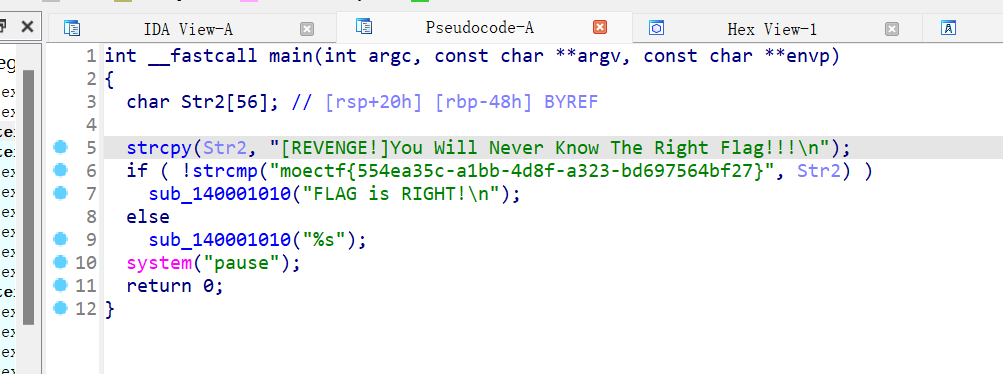 IDA View-A Pseudocode-A Hex View-1
1 int __fastcall main(int argc, const char **argv, const char **envp)
2 {
3 char Str2[56]; // [rsp+20h] [rbp-48h] BYREF
4
5 strcpy(Str2, "[REVENGE!]You Will Never Know The Right Flag!!!\n");
6 if ( !strcmp("moectf{554ea35c-a1bb-4d8f-a323-bd697564bf27}", Str2) )
7 sub_140001010("FLAG is RIGHT!\n");
8 else
9 sub_140001010("%s");
10 system("pause");
11 return 0;
12 }